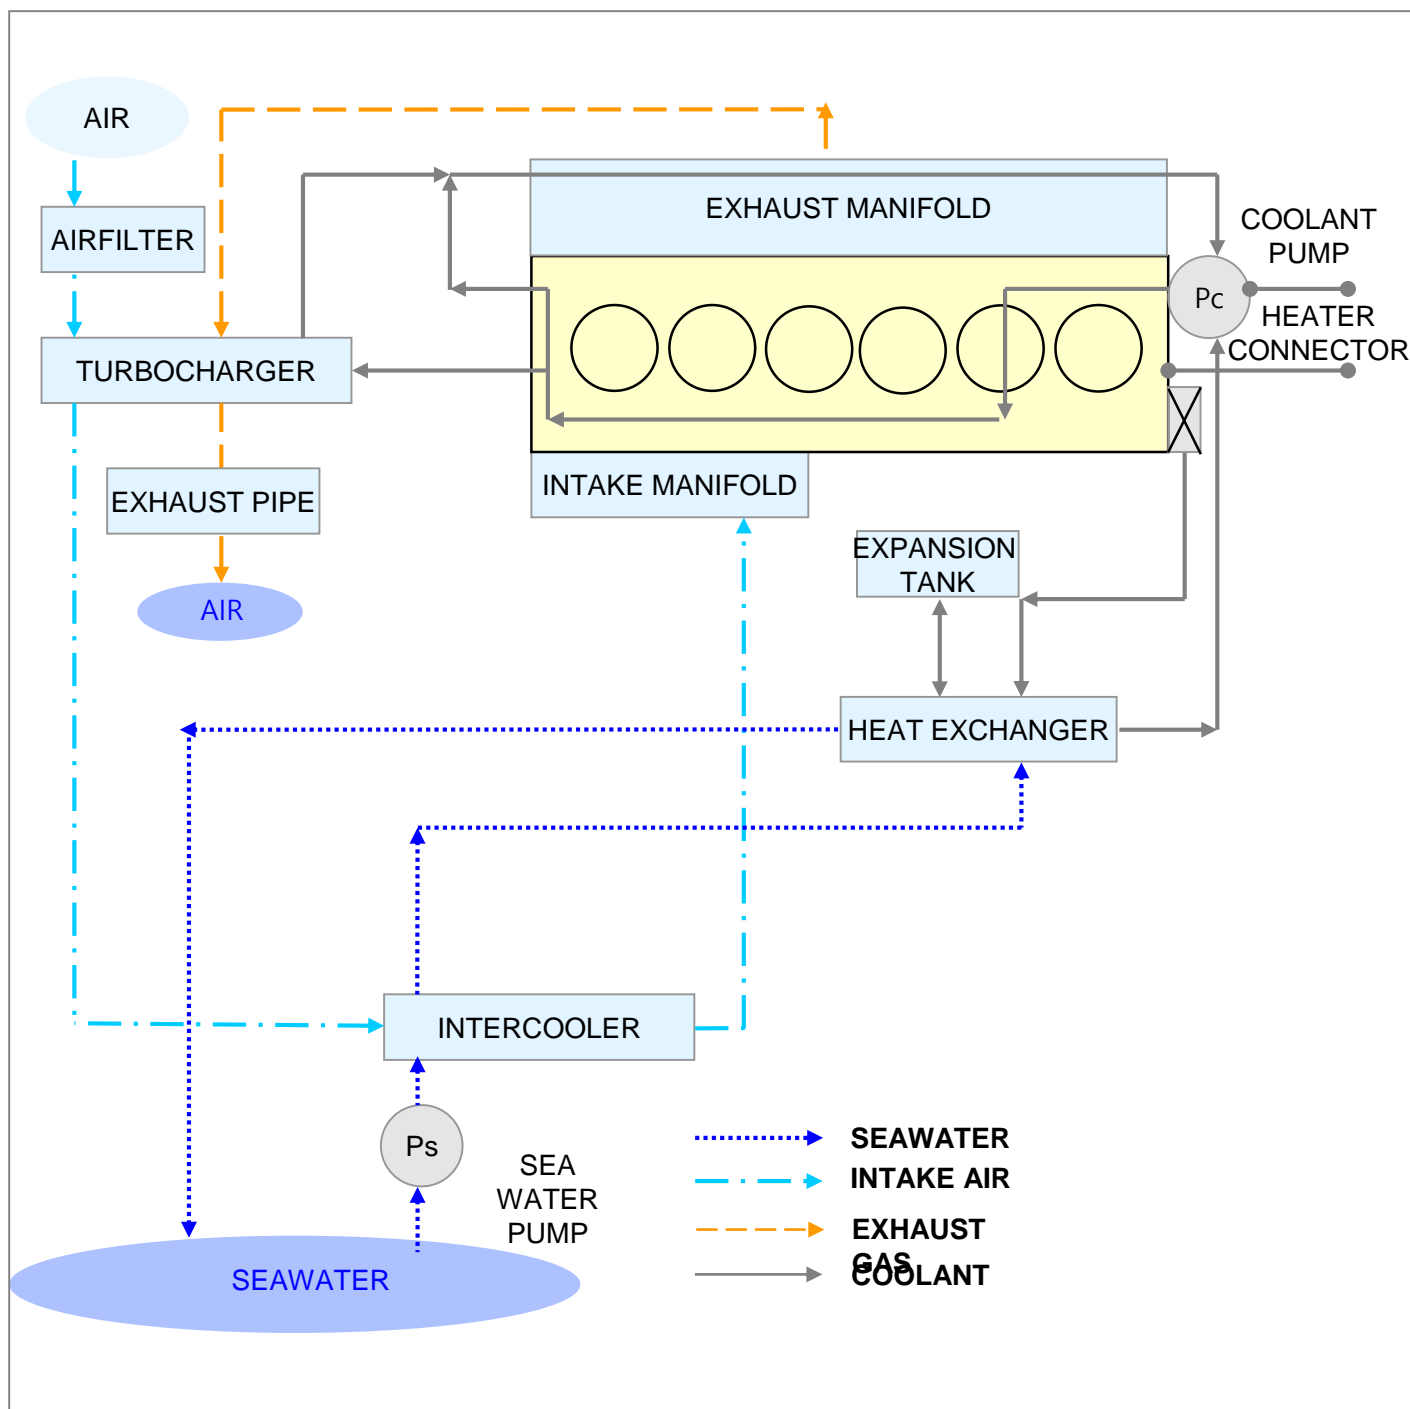 AIR
AIRFILTER
TURBOCHARGER
EXHAUST PIPE
AIR
EXHAUST MANIFOLD
COOLANT
PUMP
Pc
HEATER
CONNECTOR
INTAKE MANIFOLD
EXPANSION
TANK
HEAT EXCHANGER
INTERCOOLER
Ps
SEA
WATER
PUMP
SEAWATER
SEAWATER
INTAKE AIR
EXHAUST
GAS
COOLANT